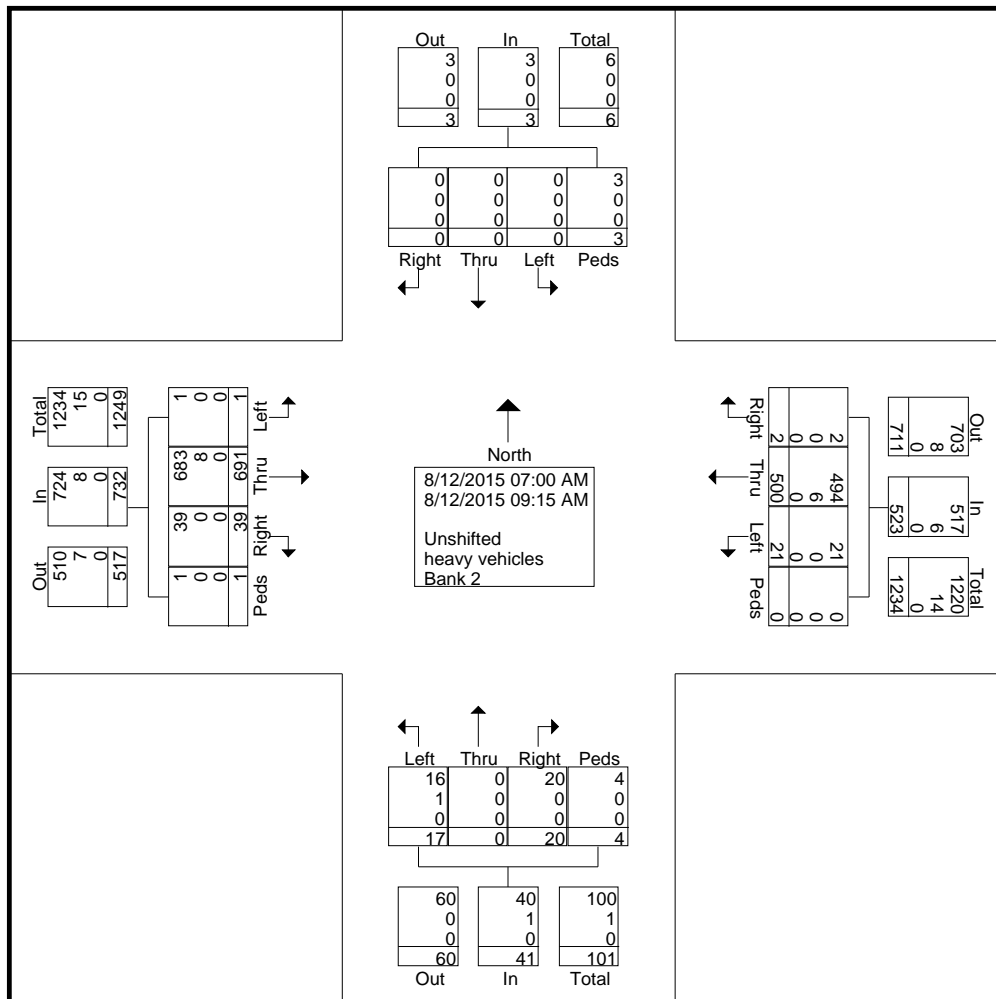 Out In Total
3 3 6
0 0 0
0 0 0
3 3 6
0 0 0 3
0 0 0 0
0 0 0 0
0 0 0 3
Right Thru Left Peds
Total
1234 15 0 1249
In
724 8 0 732
Out
510 7 0 517
Left
1 0 0 1
Thru
683 8 0 691
Right
39 0 0 39
Peds
1 0 0 1
North
8/12/2015 07:00 AM
8/12/2015 09:15 AM
Unshifted
heavy vehicles
Bank 2
Right
2 0 0 2
Thru
494 6 0 500
Left
21 0 0 21
Peds
0 0 0 0
Out
703 8 0 711
In
517 6 0 523
Total
1220 14 0 1234
Left Thru Right Peds
16 0 20 4
1 0 0 0
0 0 0 0
17 0 20 4
60 40 100
0 1 1
0 0 0
60 41 101
Out In Total